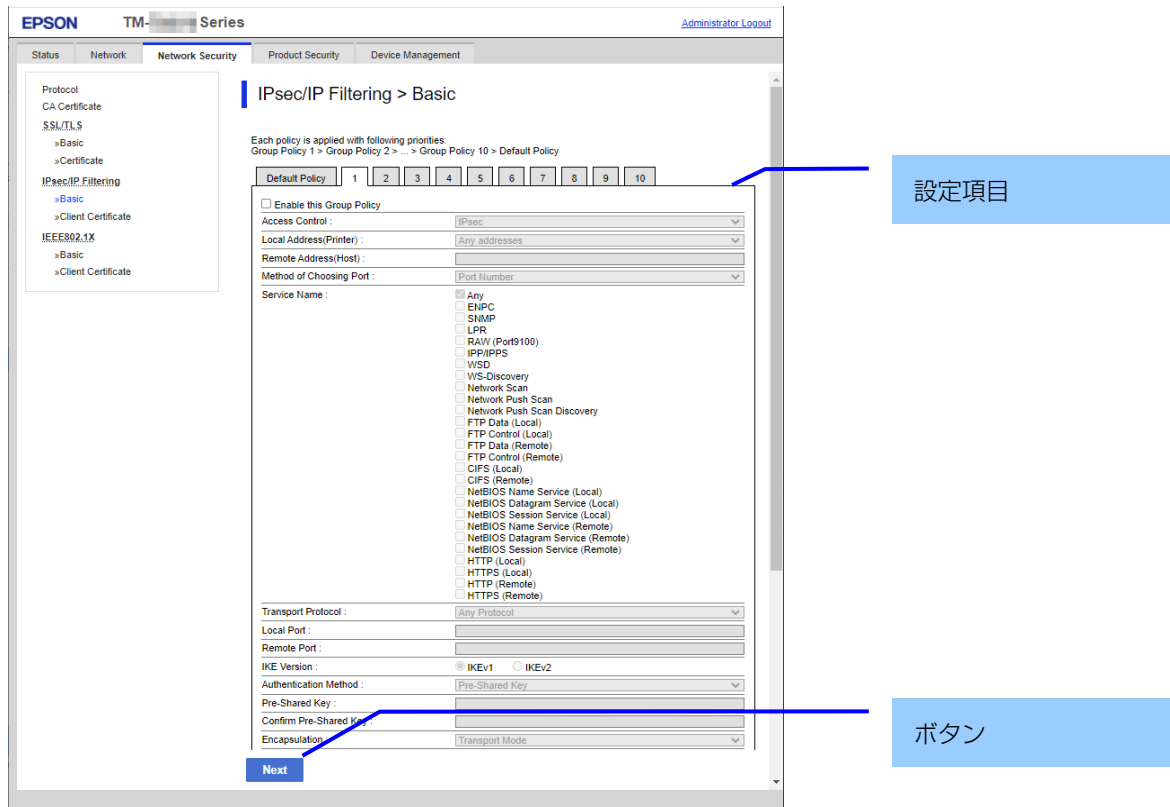 EPSON TM- Series
Administrator Logout
Status Network Network Security Product Security Device Management
Protocol
CA Certificate
SSL/TLS
»Basic
»Certificate
IPsec/IP Filtering
»Basic
»Client Certificate
IEEE802.1X
»Basic
»Client Certificate
IPsec/IP Filtering > Basic
Each policy is applied with following priorities:
Group Policy 1 > Group Policy 2 > ... > Group Policy 10 > Default Policy
Default Policy 1 2 3 4 5 6 7 8 9 10
Enable this Group Policy
Access Control : IPsec
Local Address(Printer) : Any addresses
Remote Address(Host) :
Method of Choosing Port : Port Number
Service Name : Any
ENPC
SNMP
LPR
RAW (Port9100)
IPP/IPPS
WSD
WS-Discovery
Network Scan
Network Push Scan
Network Push Scan Discovery
FTP Data (Local)
FTP Control (Local)
FTP Data (Remote)
FTP Control (Remote)
CIFS (Local)
CIFS (Remote)
NetBIOS Name Service (Local)
NetBIOS Datagram Service (Local)
NetBIOS Session Service (Local)
NetBIOS Name Service (Remote)
NetBIOS Datagram Service (Remote)
NetBIOS Session Service (Remote)
HTTP (Local)
HTTPS (Local)
HTTP (Remote)
HTTPS (Remote)
Transport Protocol : Any Protocol
Local Port :
Remote Port :
IKE Version : IKEv1 IKEv2
Authentication Method : Pre-Shared Key
Pre-Shared Key :
Confirm Pre-Shared Key :
Encapsulation : Transport Mode
Next
設定項目
ボタン